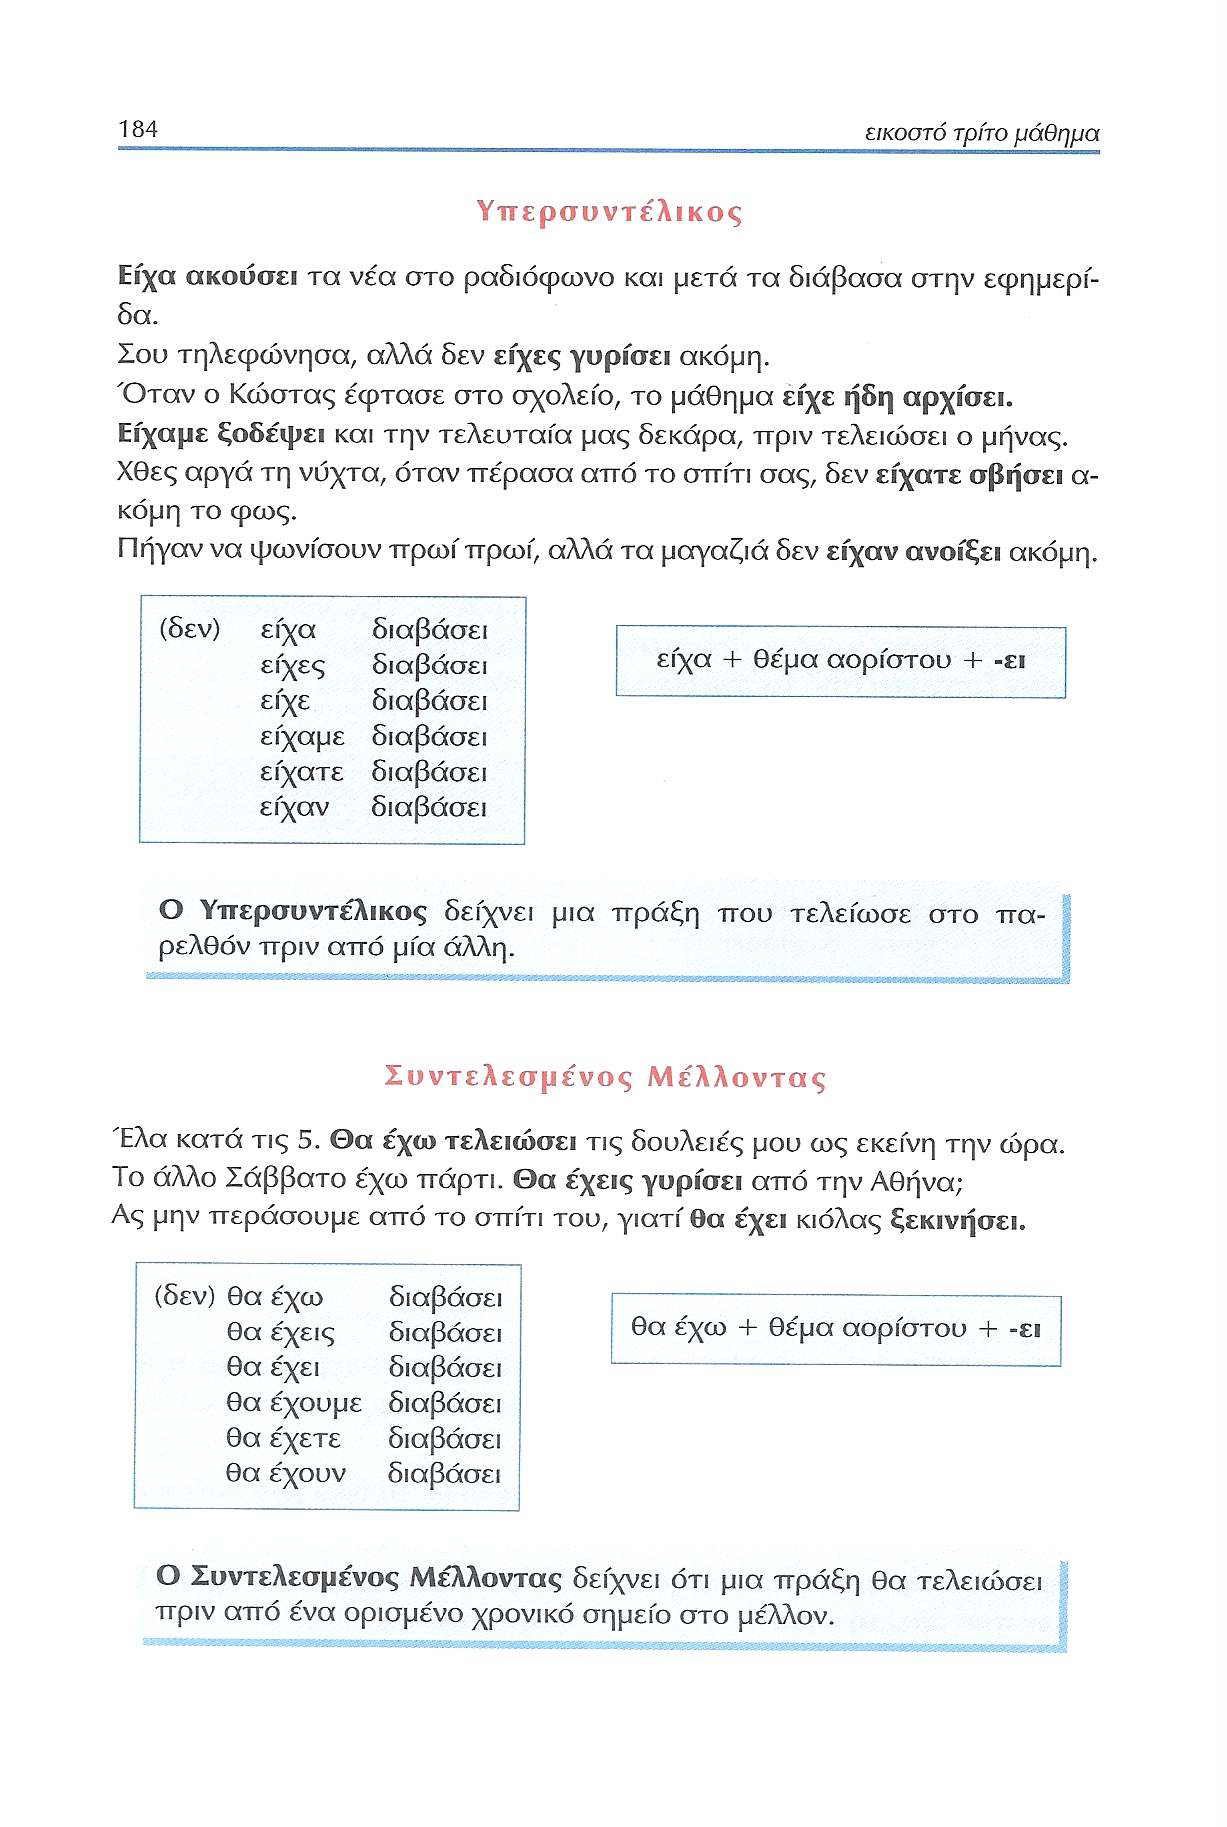 184 εικοστό τρίτο μάθημα
Υπερσυντέλικος
Είχα ακούσει τα νέα στο ραδιόφωνο και μετά τα διάβασα στην εφημερί-
δα.
Σου τηλεφώνησα, αλλά δεν είχες γυρίσει ακόμη.
Όταν ο Κώστας έφτασε στο σχολείο, το μάθημα είχε ήδη αρχίσει.
Είχαμε ξοδέψει και την τελευταία μας δεκάρα, πριν τελειώσει ο μήνας.
Χθες αργά τη νύχτα, όταν πέρασα από το σπίτι σας, δεν είχατε σβήσει α-
κόμη το φως.
Πήγαν να ψωνίσουν πρωί πρωί, αλλά τα μαγαζιά δεν είχαν ανοίξει ακόμη.
(δεν) είχα διαβάσει
είχες διαβάσει
είχε διαβάσει
είχαμε διαβάσει
είχατε διαβάσει
είχαν διαβάσει
είχα + θέμα αορίστου + -ει
Ο Υπερσυντέλικος δείχνει μια πράξη που τελείωσε στο πα-
ρελθόν πριν από μία άλλη.
Συντελεσμένος Μέλλοντας
Έλα κατά τις 5. Θα έχω τελειώσει τις δουλειές μου ως εκείνη την ώρα.
Το άλλο Σάββατο έχω πάρτι. Θα έχεις γυρίσει από την Αθήνα;
Ας μην περάσουμε από το σπίτι του, γιατί θα έχει κιόλας ξεκινήσει.
(δεν) θα έχω διαβάσει
θα έχεις διαβάσει
θα έχει διαβάσει
θα έχουμε διαβάσει
θα έχετε διαβάσει
θα έχουν διαβάσει
θα έχω + θέμα αορίστου + -ει
Ο Συντελεσμένος Μέλλοντας δείχνει ότι μια πράξη θα τελειώσει
πριν από ένα ορισμένο χρονικό σημείο στο μέλλον.